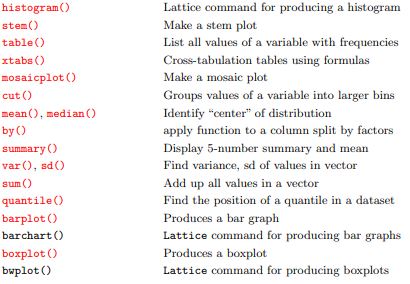 histogram() Lattice command for producing a histogram
stem() Make a stem plot
table() List all values of a variable with frequencies
xtabs() Cross-tabulation tables using formulas
mosaicplot() Make a mosaic plot
cut() Groups values of a variable into larger bins
mean(), median() Identify “center” of distribution
by() apply function to a column split by factors
summary() Display 5-number summary and mean
var(), sd() Find variance, sd of values in vector
sum() Add up all values in a vector
quantile() Find the position of a quantile in a dataset
barplot() Produces a bar graph
barchart() Lattice command for producing bar graphs
boxplot() Produces a boxplot
bwplot() Lattice command for producing boxplots